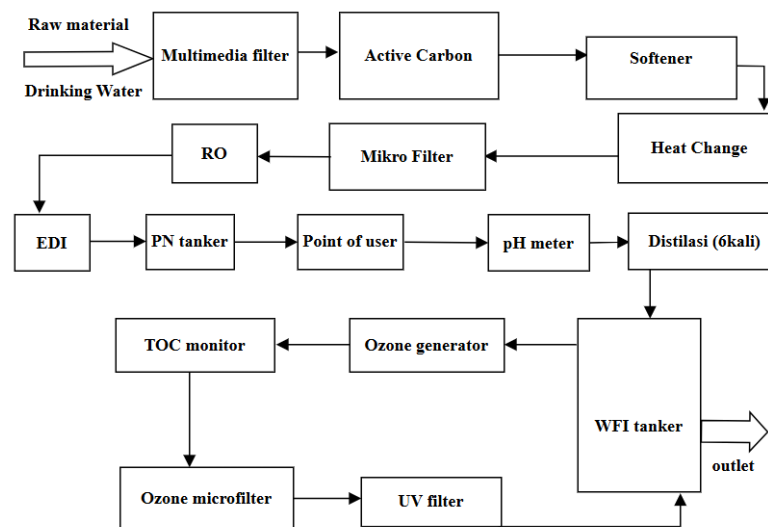 Raw material
Drinking Water
Multimedia filter
Active Carbon
Softener
RO
Mikro Filter
Heat Change
EDI
PN tanker
Point of user
pH meter
Distilasi (6kali)
TOC monitor
Ozone generator
WFI tanker
outlet
Ozone microfilter
UV filter